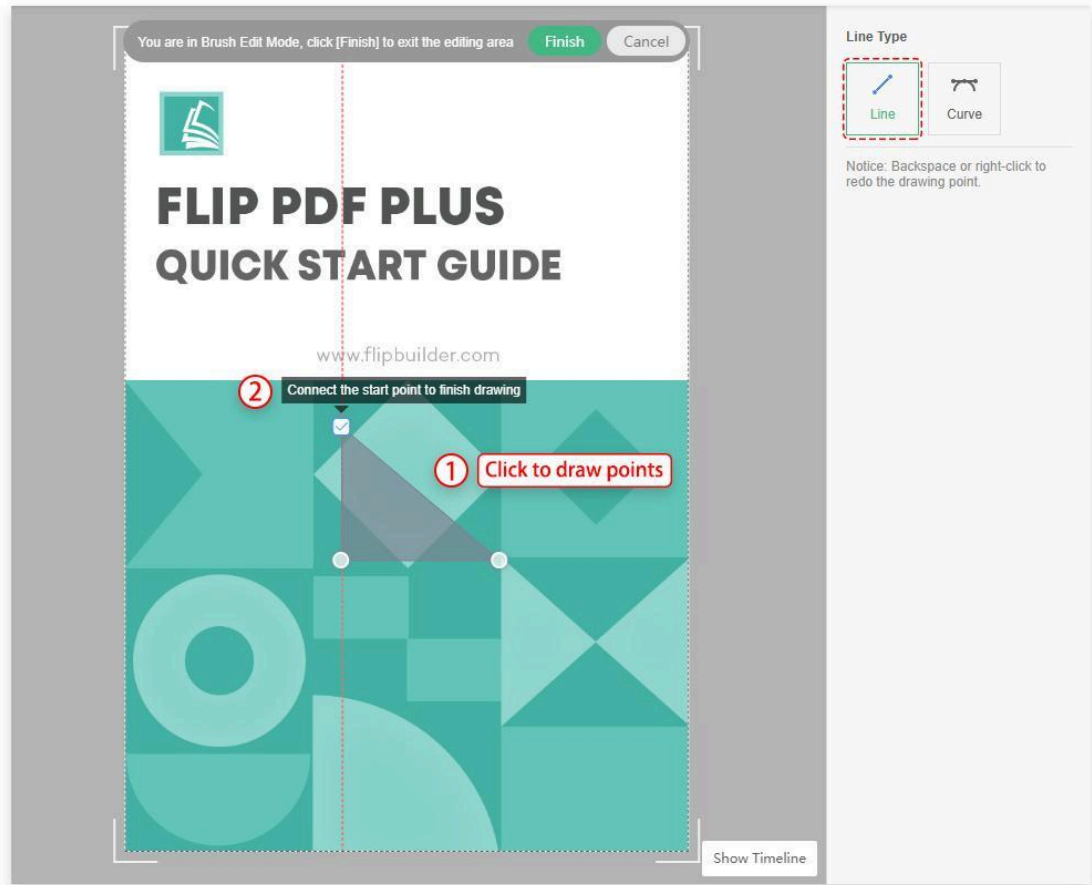 You are in Brush Edit Mode, click [Finish] to exit the editing area
Finish
Cancel
FLIP PDF PLUS
QUICK START GUIDE
www.flipbuilder.com
2
Connect the start point to finish drawing
1
Click to draw points
Show Timeline
Line Type
Line
Curve
Notice: Backspace or right-click to
redo the drawing point.